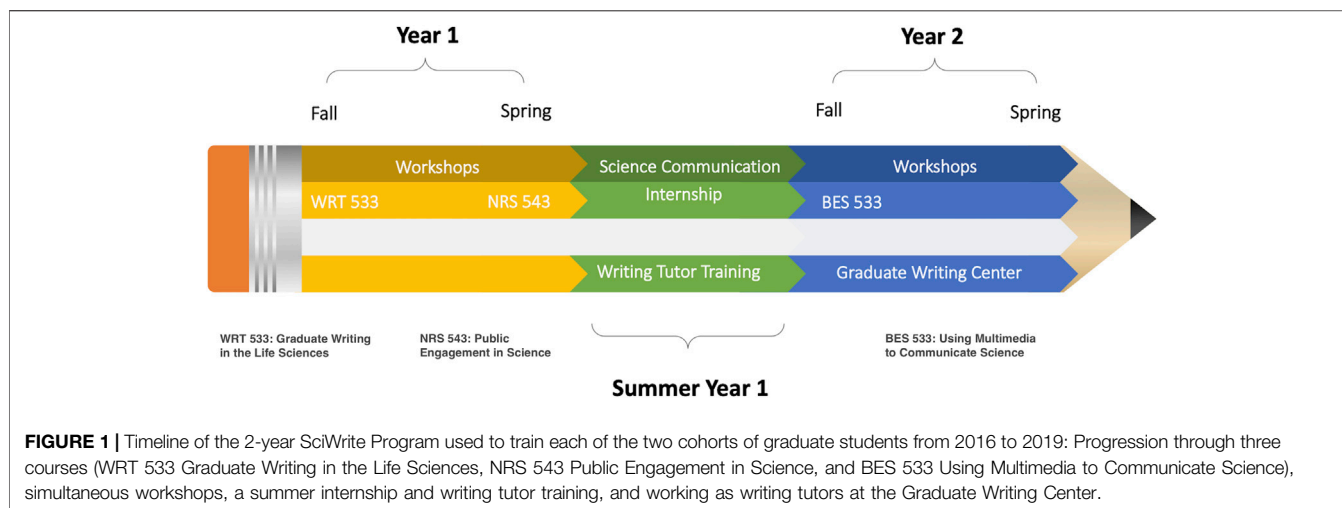 Year 1
Year 2
Fall
Spring
Fall
Spring
Workshops
Science Communication
Workshops
WRT 533
NRS 543
Internship
BES 533
Writing Tutor Training
Graduate Writing Center
WRT 533: Graduate Writing
in the Life Sciences
NRS 543: Public
Engagement in Science
BES 533: Using Multimedia
to Communicate Science
Summer Year 1
FIGURE 1 | Timeline of the 2-year SciWrite Program used to train each of the two cohorts of graduate students from 2016 to 2019: Progression through three
courses (WRT 533 Graduate Writing in the Life Sciences, NRS 543 Public Engagement in Science, and BES 533 Using Multimedia to Communicate Science),
simultaneous workshops, a summer internship and writing tutor training, and working as writing tutors at the Graduate Writing Center.